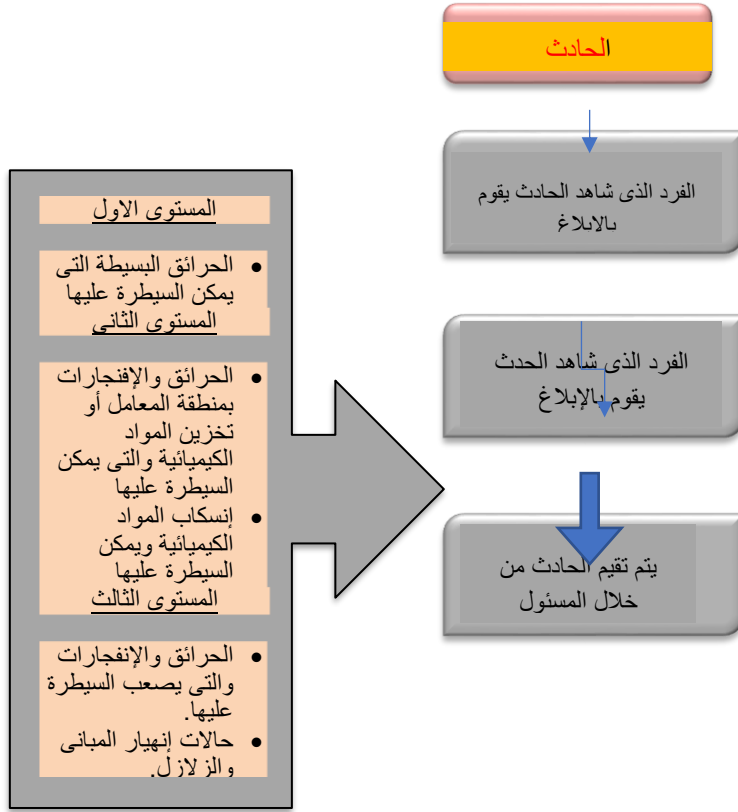 الحادث
الفرد الذى شاهد الحادث يقوم
بالابلاغ
الفرد الذى شاهد الحدث
يقوم بالإبلاغ
يتم تقيم الحادث من
خلال المسئول
المستوى الاول
• الحرائق البسيطة التى
يمكن السيطرة عليها
المستوى الثانى
• الحرائق والإفنجارات
بمنطقة المعامل أو
تخزين المواد
الكيميائية والتى يمكن
السيطرة عليها
• إنسكاب المواد
الكيميائية ويمكن
السيطرة عليها
المستوى الثالث
• الحرائق والإنفجارات
والتى يصعب السيطرة
عليها.
• حالات إنهيار المبانى
والزلازل.